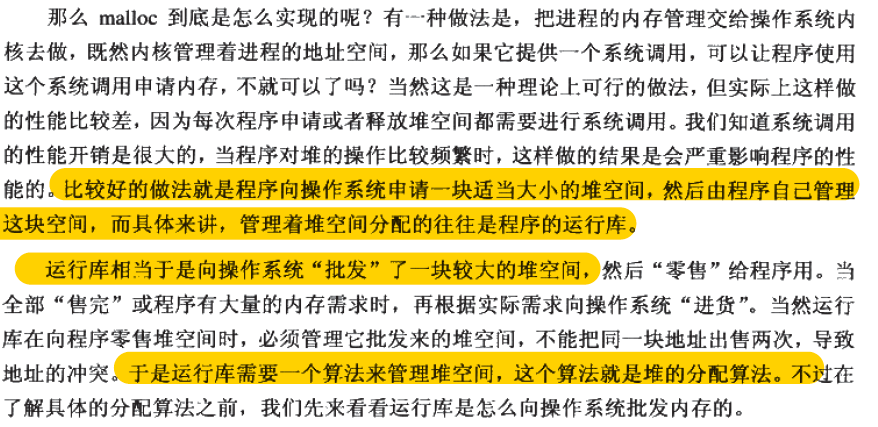 那么 malloc 到底是怎么实现的呢？有一种做法是，把进程的内存管理交给操作系统内
核去做，既然内核管理着进程的地址空间，那么如果它提供一个系统调用，可以让程序使用
这个系统调用申请内存，不就可以了吗？当然这是一种理论上可行的做法，但实际上这样做
的性能比较差，因为每次程序申请或者释放堆空间都需要进行系统调用。我们知道系统调用
的性能开销是很大的，当程序对堆的操作比较频繁时，这样做的结果是会严重影响程序的性
能的。比较好的做法就是程序向操作系统申请一块适当大小的堆空间，然后由程序自己管理
这块空间，而具体来讲，管理着堆空间分配的往往是程序的运行库。
运行库相当于是向操作系统“批发”了一块较大的堆空间，然后“零售”给程序用。当
全部“售完”或程序有大量的内存需求时，再根据实际需求向操作系统“进货”。当然运行
库在向程序零售堆空间时，必须管理它批发来的堆空间，不能把同一块地址出售两次，导致
地址的冲突。于是运行库需要一个算法来管理堆空间，这个算法就是堆的分配算法。不过在
了解具体的分配算法之前，我们先来看看运行库是怎么向操作系统批发内存的。